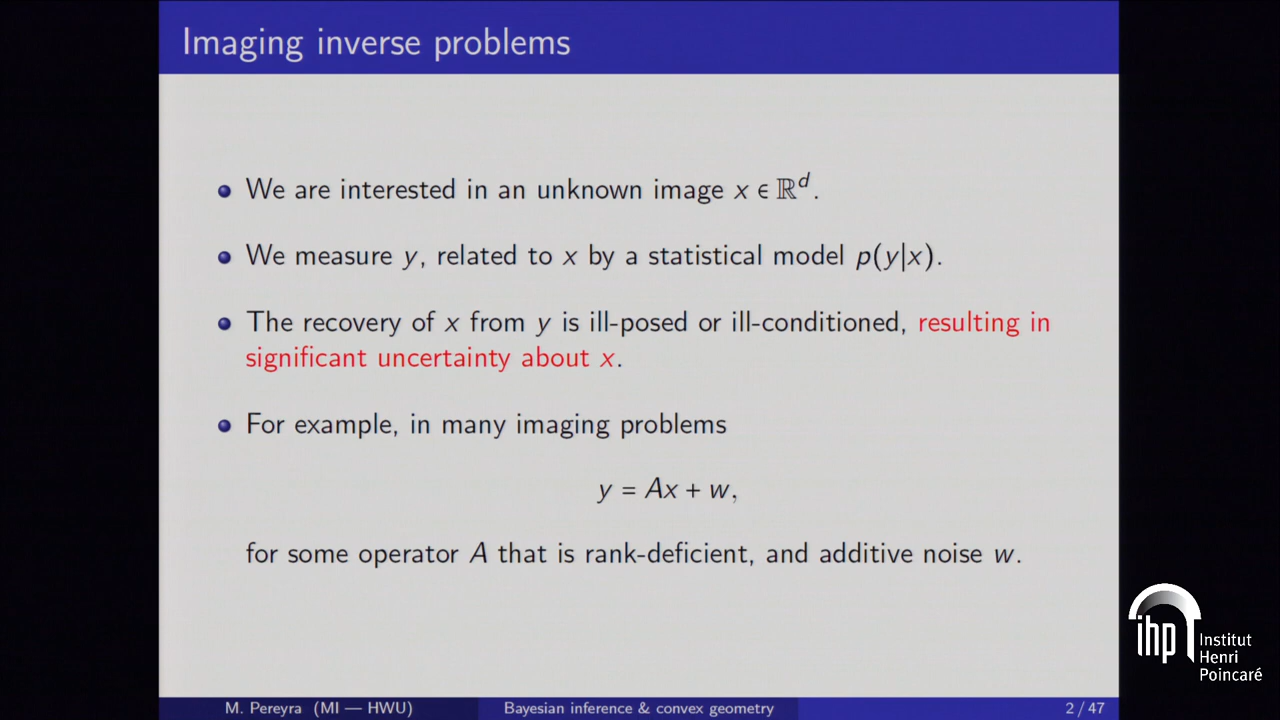 Imaging inverse problems
We are interested in an unknown image x ∈ ℝᵈ.
We measure y, related to x by a statistical model p(y|x).
The recovery of x from y is ill-posed or ill-conditioned, resulting in
significant uncertainty about x.
For example, in many imaging problems
y = Ax + w,
for some operator A that is rank-deficient, and additive noise w.
ihp
Institut
Henri
Poincaré
M. Pereyra (MI — HWU)
Bayesian inference & convex geometry
2 / 47